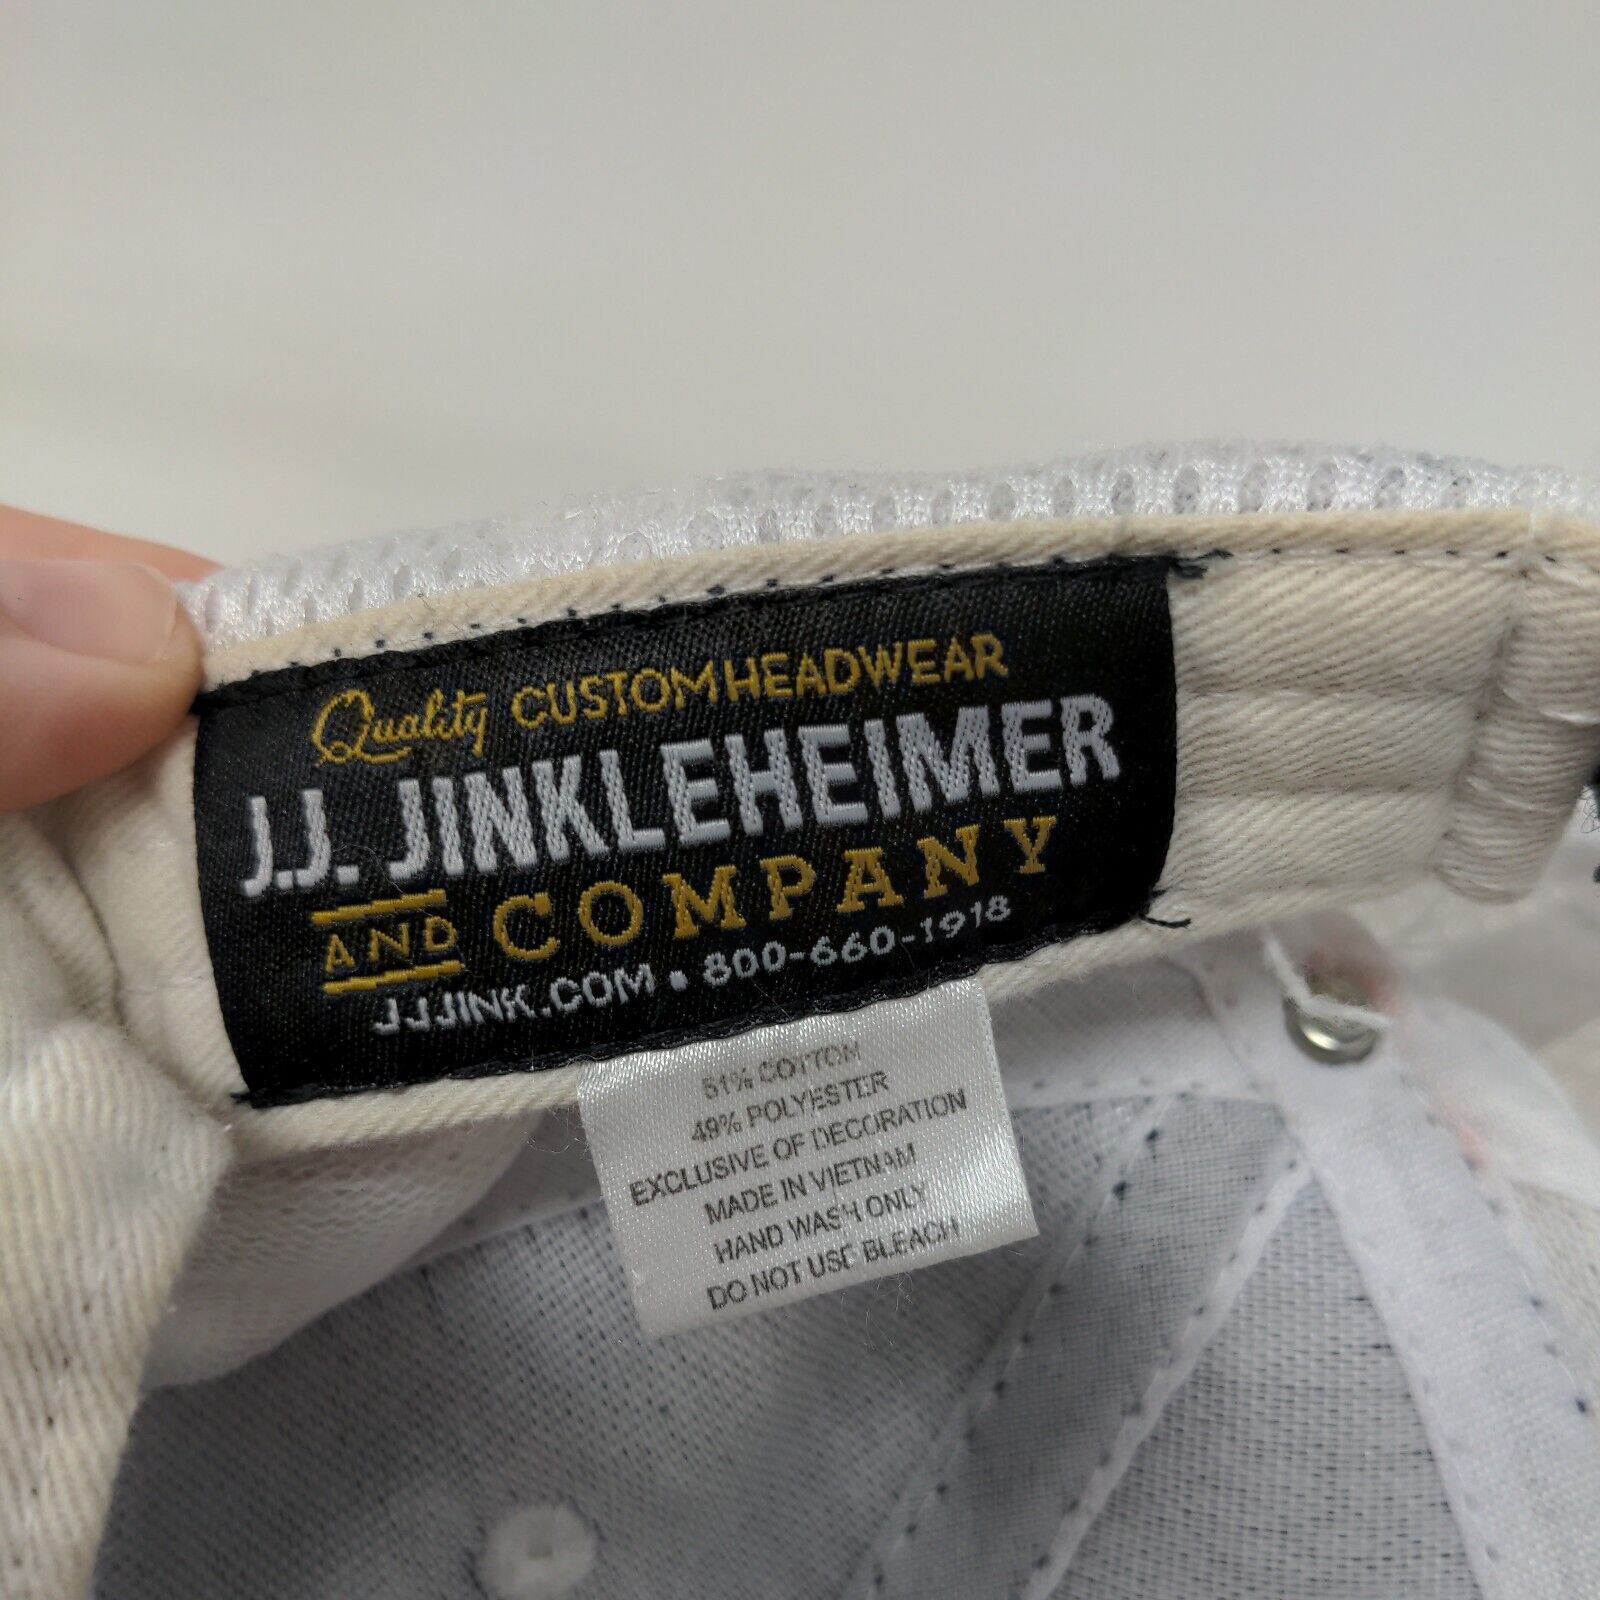 Quality CUSTOM HEADWEAR
J.J. JINKLEHEIMER
AND COMPANY
JJJINK.COM • 800-660-1918
51% COTTON
49% POLYESTER
EXCLUSIVE OF DECORATION
MADE IN VIETNAM
HAND WASH ONLY
DO NOT USE BLEACH